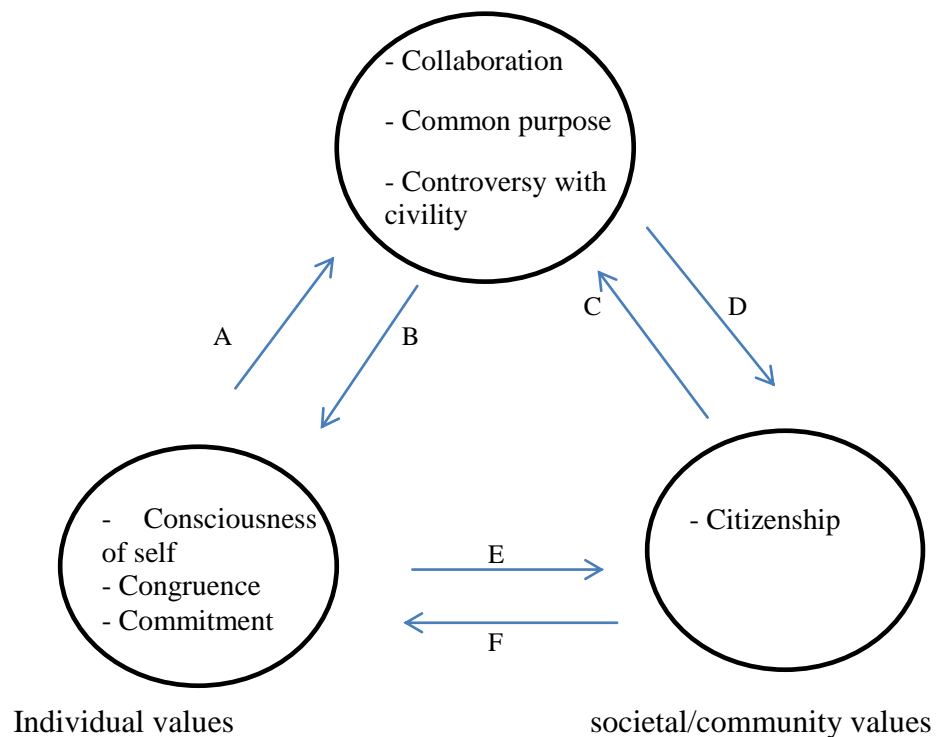 - Collaboration
- Common purpose
- Controversy with
civility
A
B
C
D
- Consciousness
of self
- Congruence
- Commitment
- Citizenship
E
F
Individual values
societal/community values